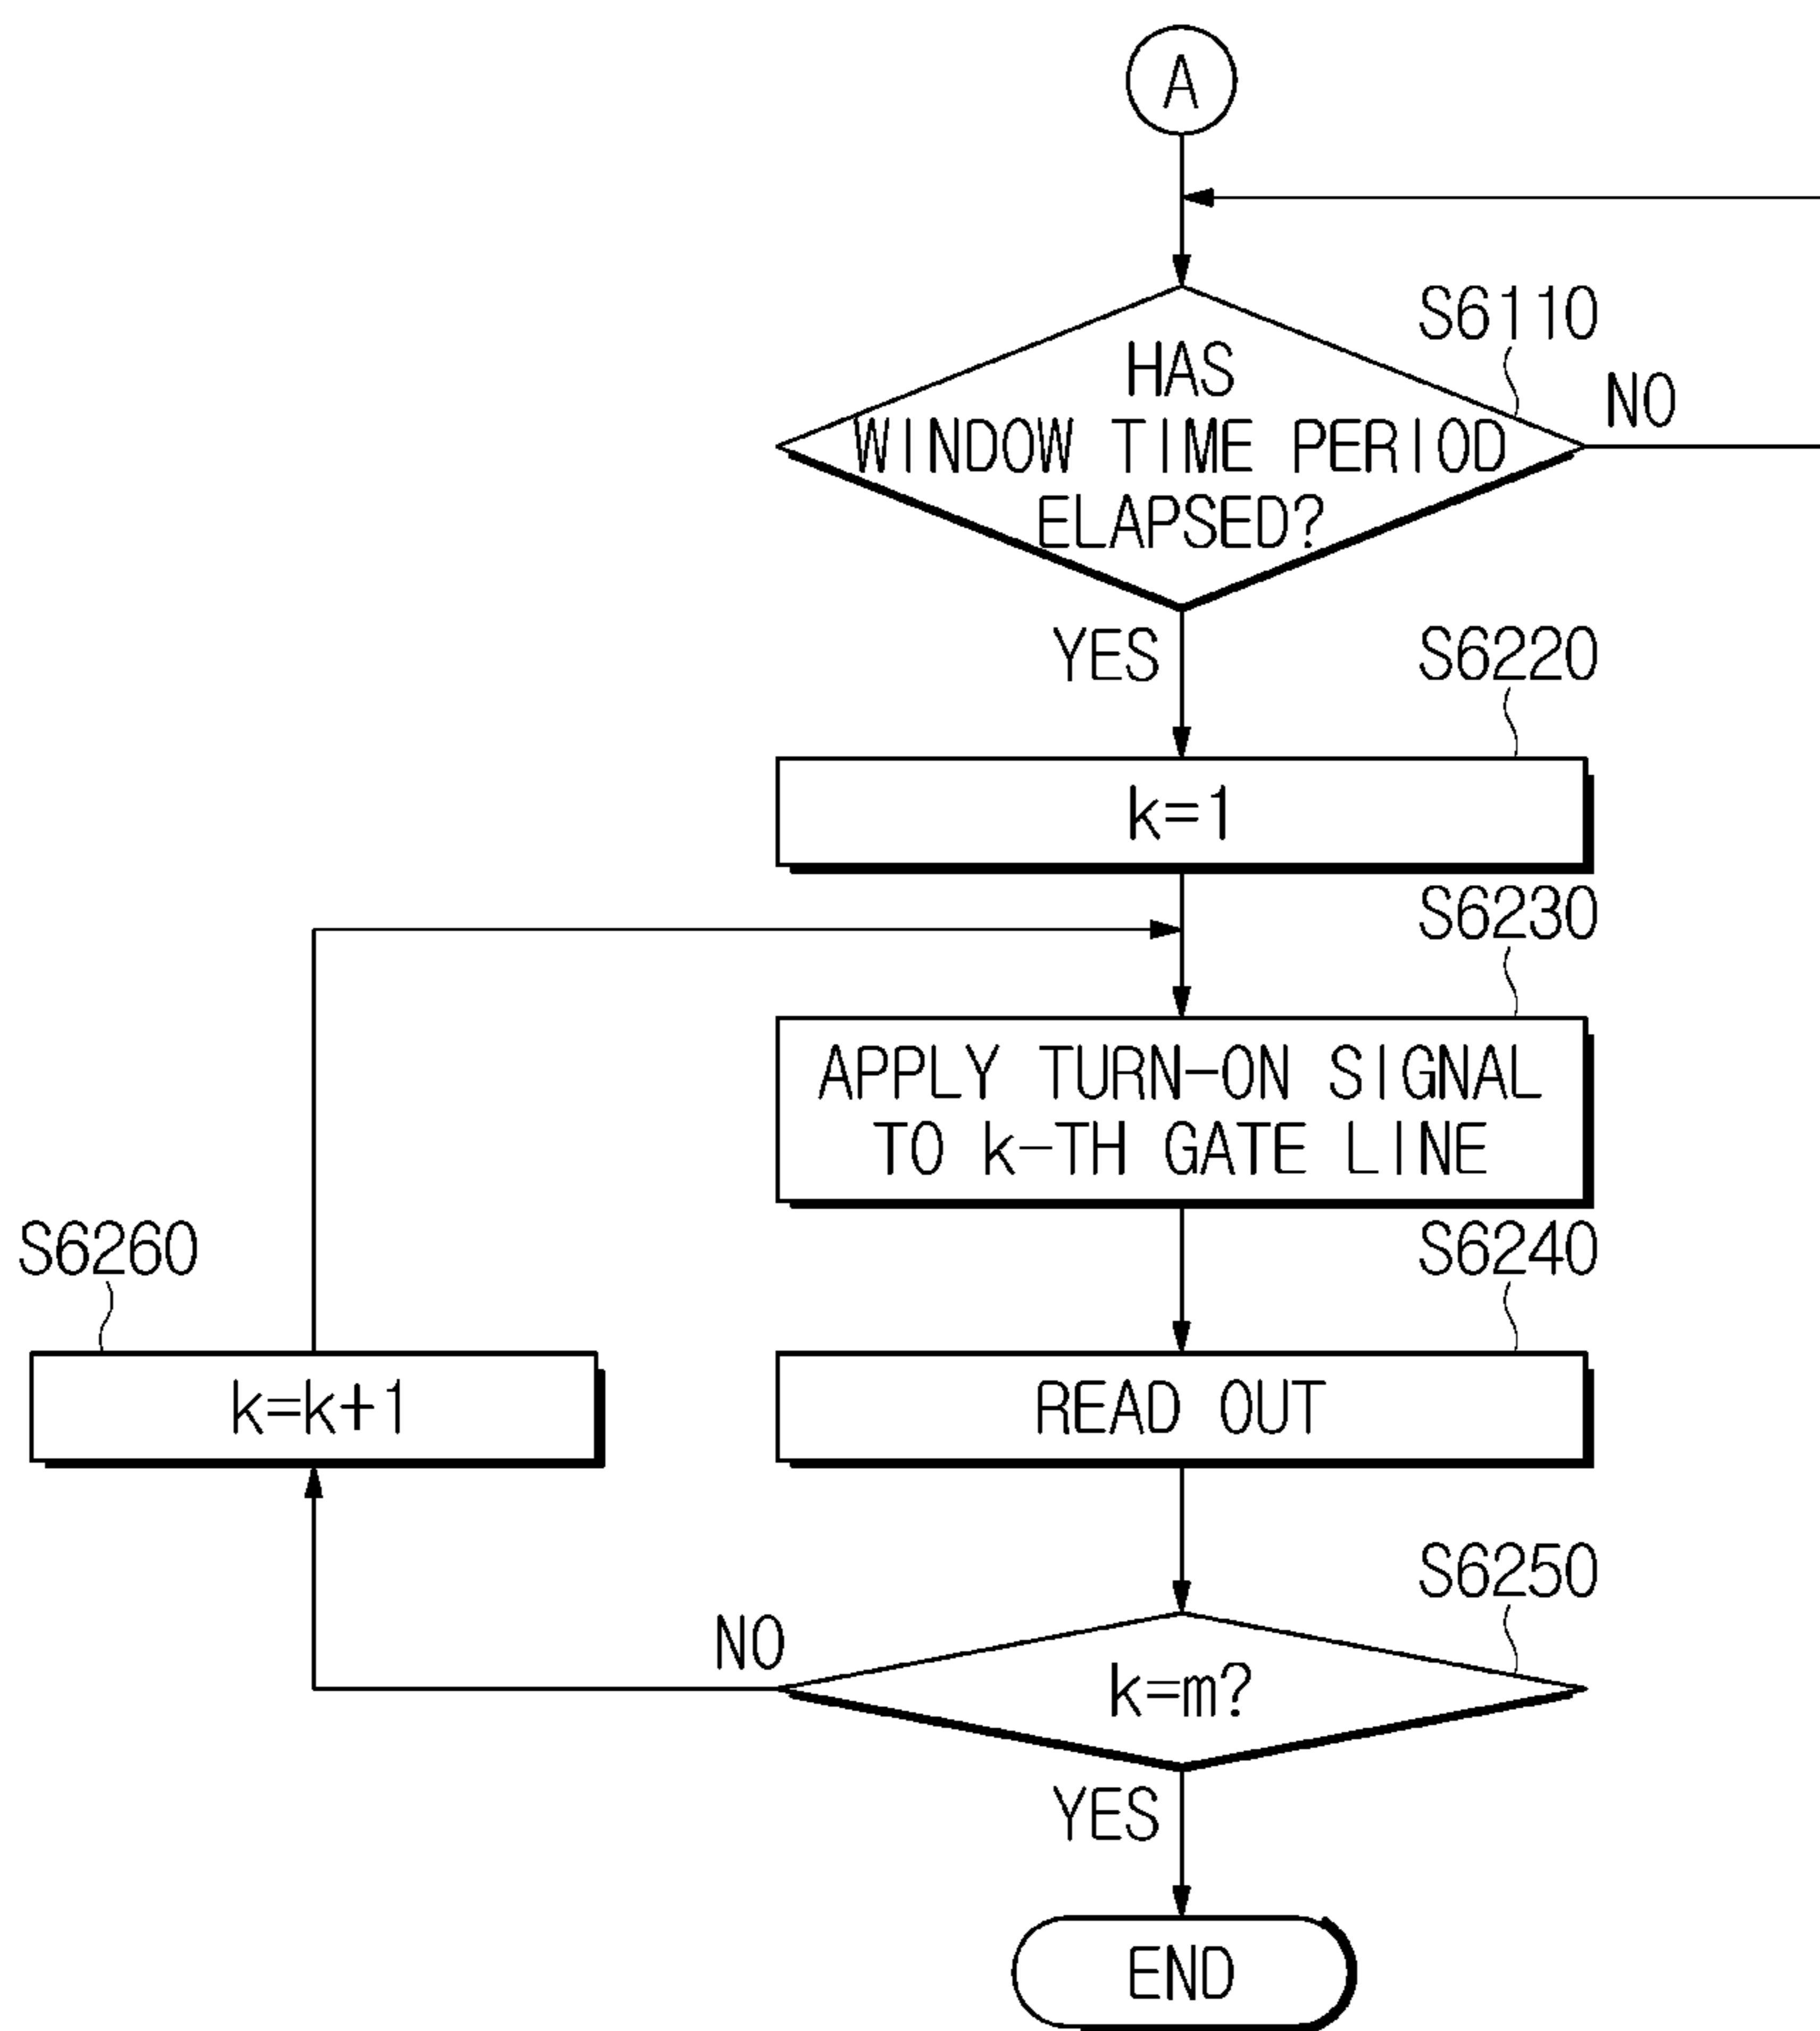 A
S6110
HAS
WINDOW TIME PERIOD
ELAPSED?
NO
YES
S6220
k=1
S6230
APPLY TURN-ON SIGNAL
TO k-TH GATE LINE
S6260
S6240
k=k+1
READ OUT
S6250
NO
k=m?
YES
END